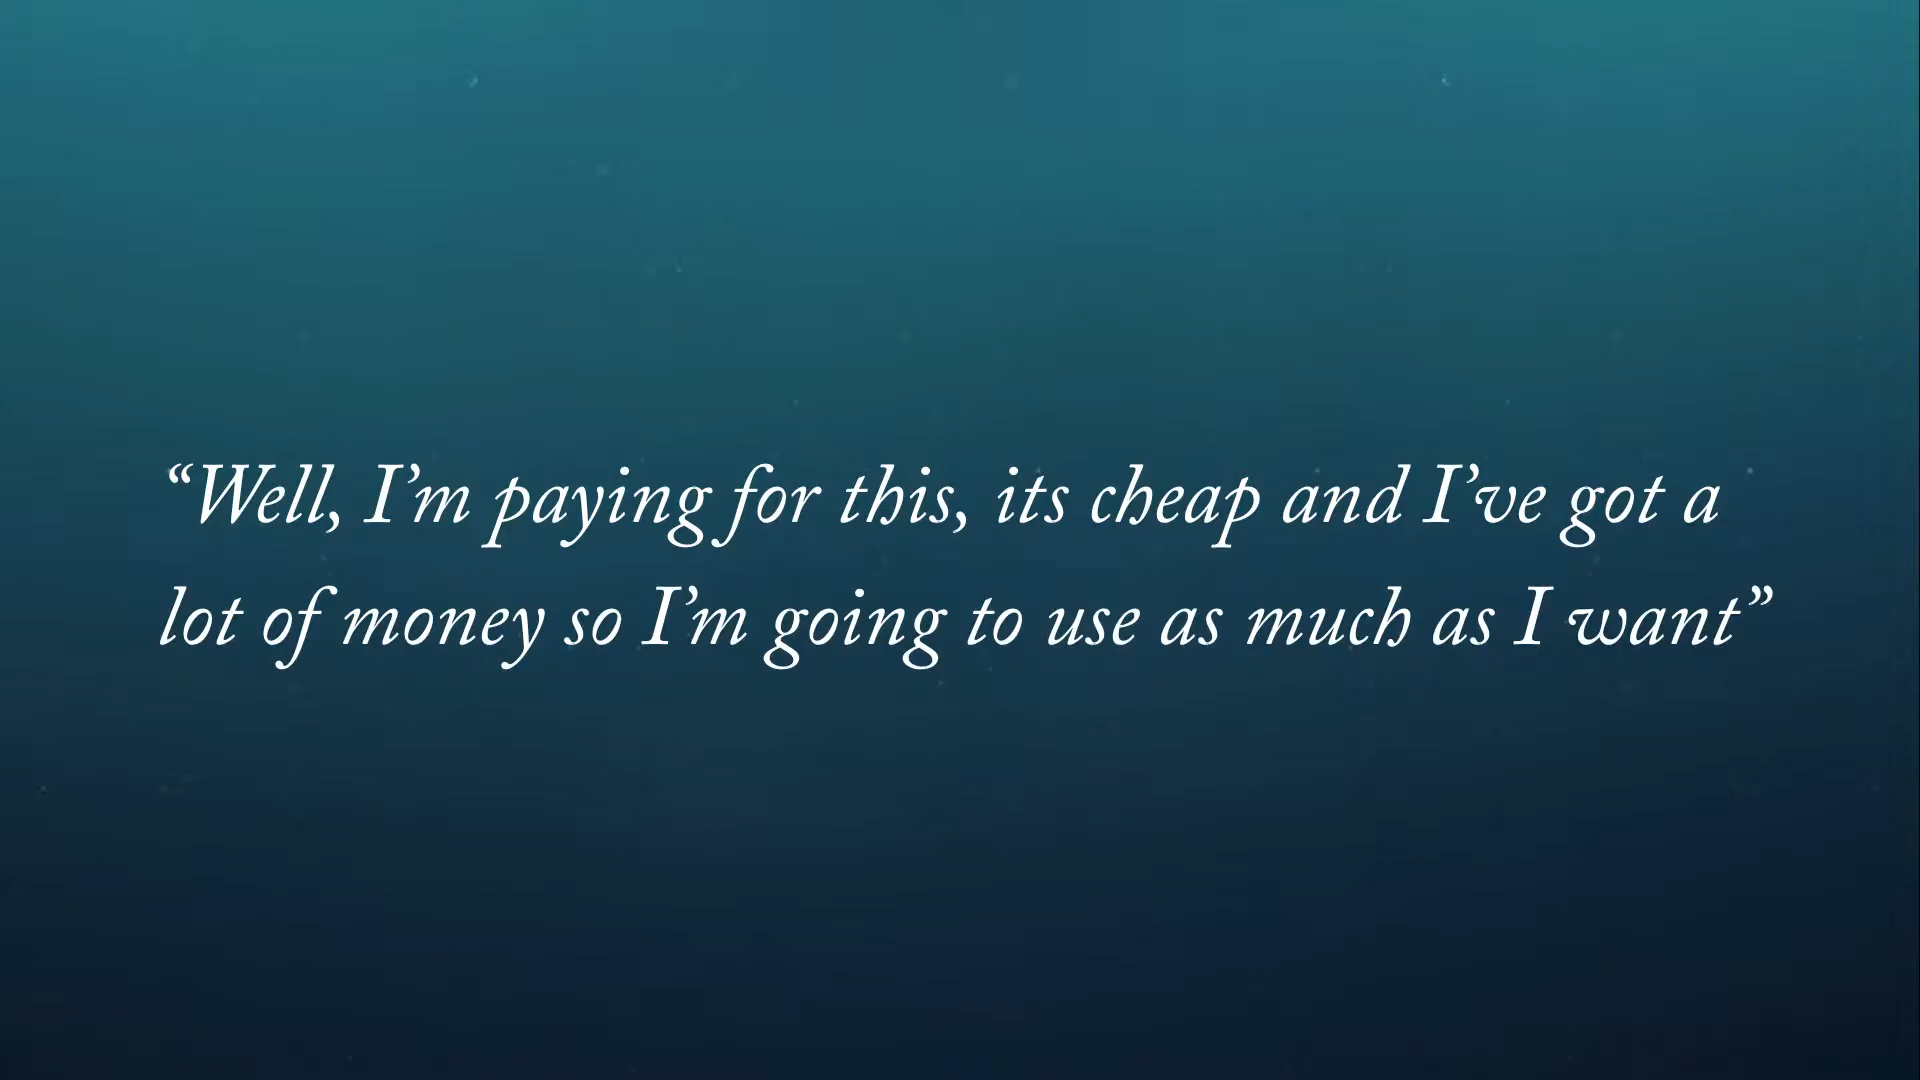 “Well, I’m paying for this, its cheap and I’ve got a
lot of money so I’m going to use as much as I want”